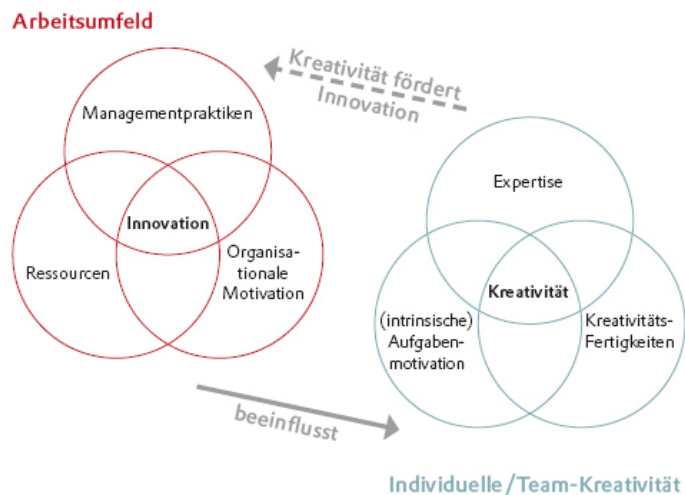 Arbeitsumfeld
Kreativität fördert
Innovation
Managementpraktiken
Innovation
Ressourcen
Organisa-
tionale
Motivation
Expertise
Kreativität
(intrinsische)
Aufgaben-
motivation
Kreativitäts-
Fertigkeiten
beeinflusst
Individuelle/Team-Kreativität